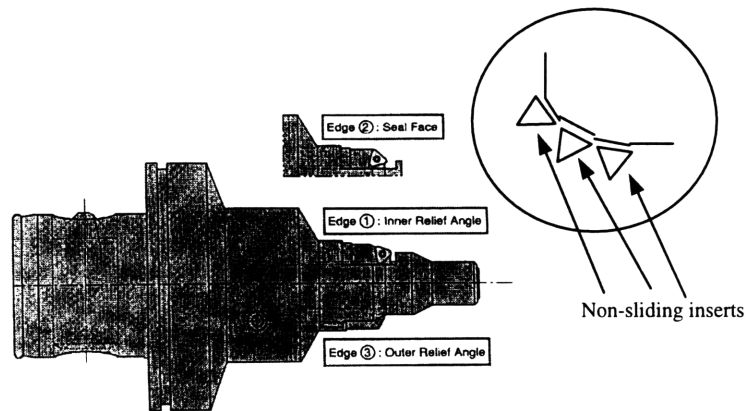 Edge ② : Seal Face
Edge ① : Inner Relief Angle
Edge ③ : Outer Relief Angle
Non-sliding inserts